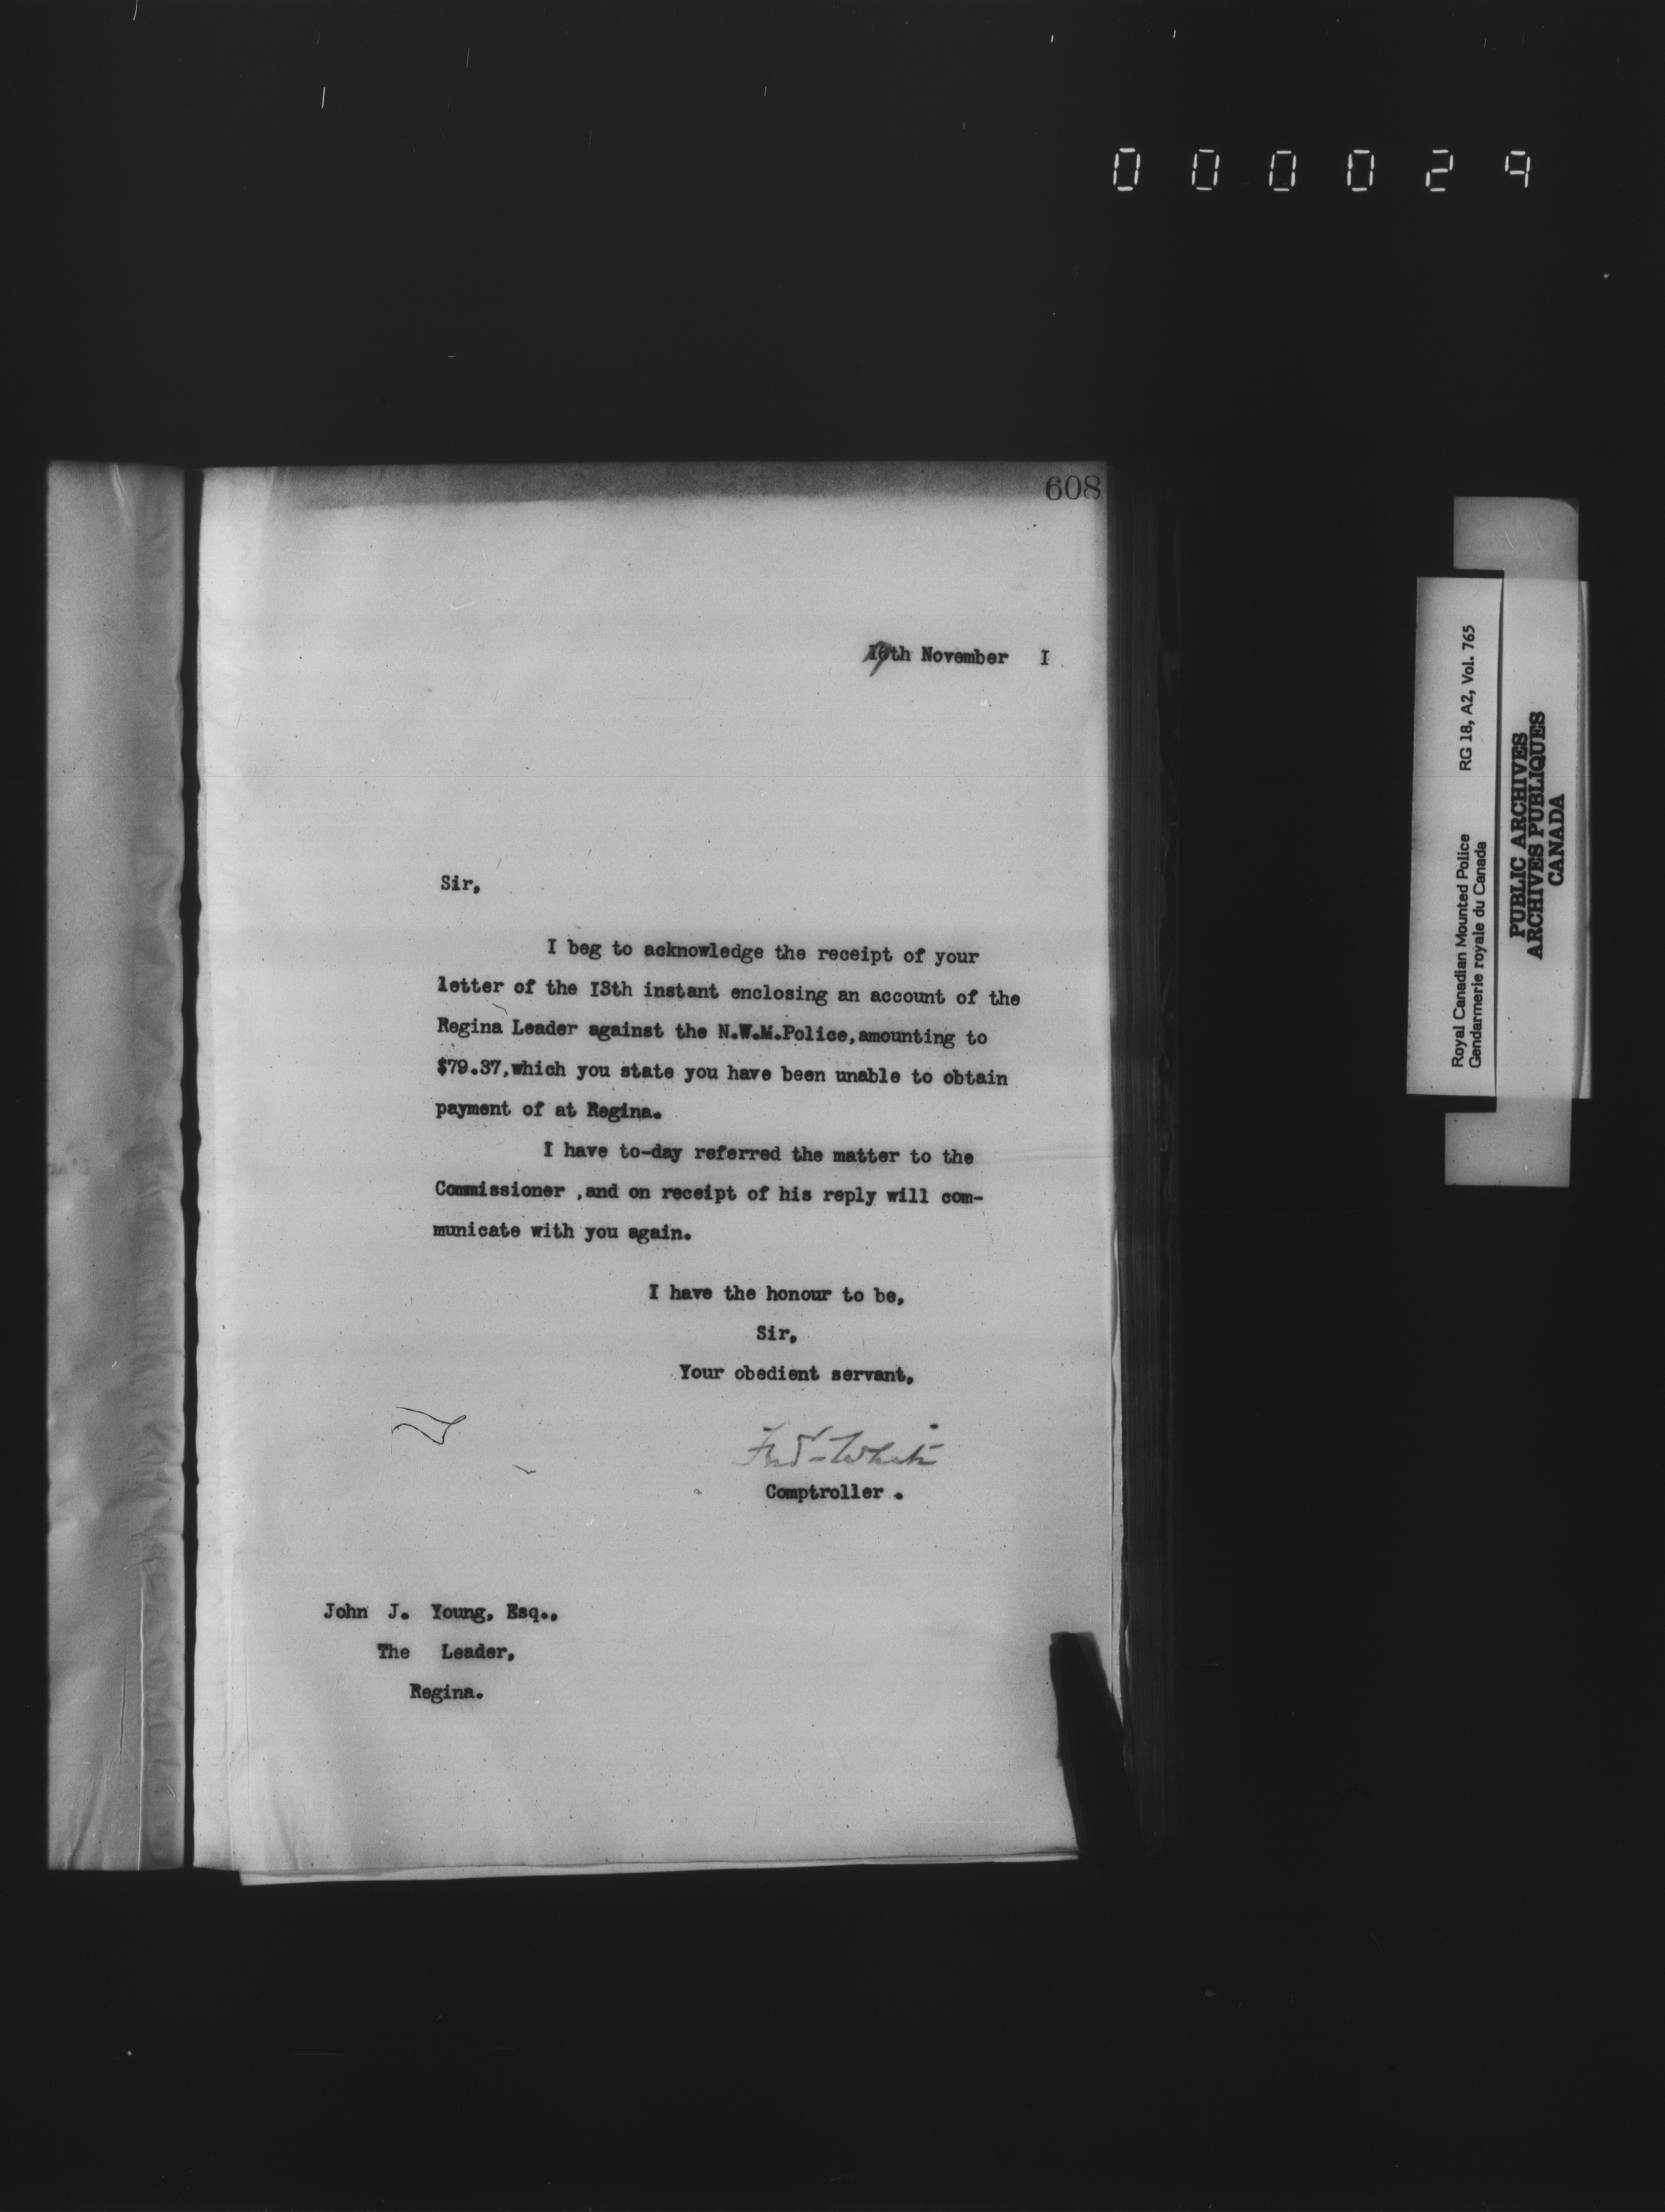 000029
608
19th November I
Sir,
I beg to acknowledge the receipt of your
letter of the I3th instant enclosing an account of the
Regina Leader against the N.W.M.Police,amounting to
$79.37,which you state you have been unable to obtain
payment of at Regina.
I have to-day referred the matter to the
Commissioner ,and on receipt of his reply will com-
municate with you again.
I have the honour to be,
Sir,
Your obedient servant,
Fred White
Comptroller .
John J. Young, Esq.,
The Leader,
Regina.
Royal Canadian Mounted Police RG 18, A2, Vol. 765
Gendarmerie royale du Canada
PUBLIC ARCHIVES
ARCHIVES PUBLIQUES
CANADA